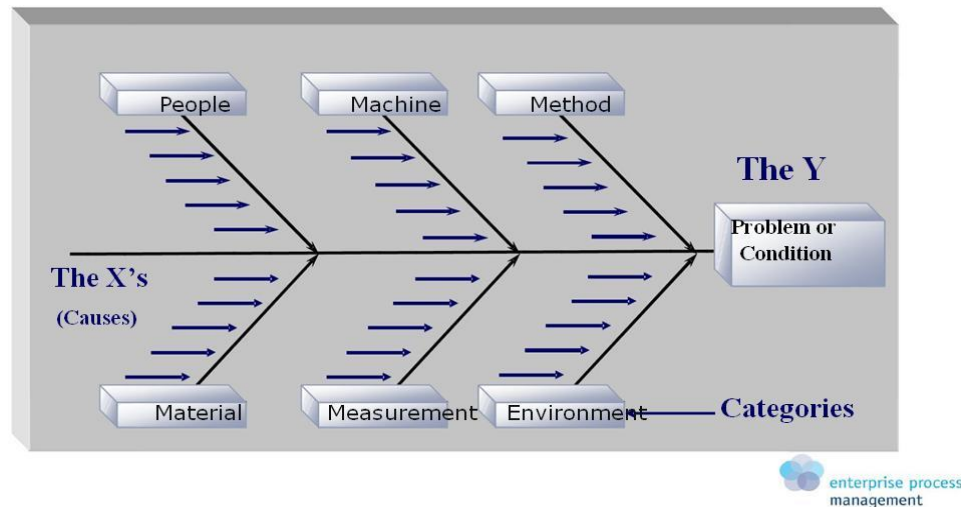 People
Machine
Method
The Y
Problem or
Condition
The X's
(Causes)
Material
Measurement
Environment
Categories
enterprise process
management